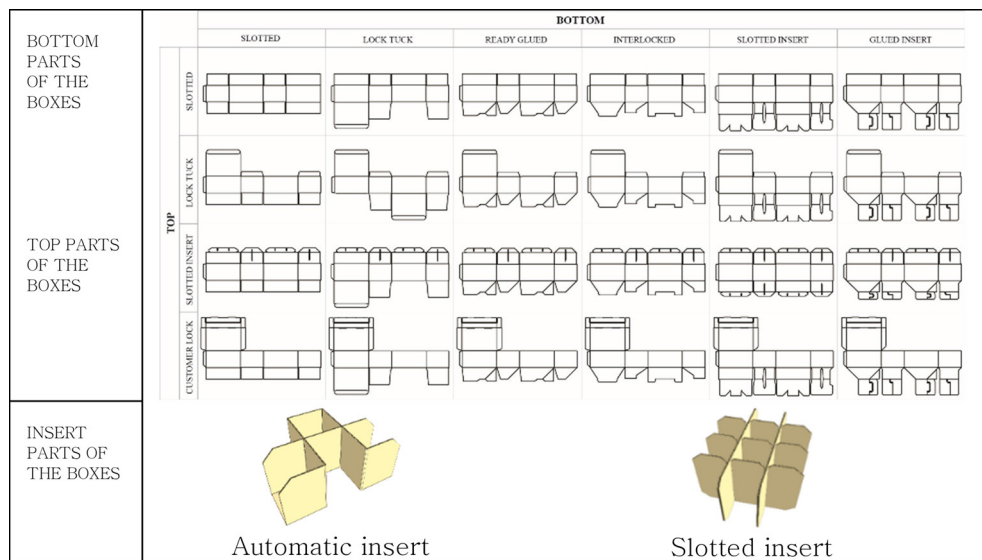 BOTTOM
SLOTTED LOCK TUCK READY GLUED INTERLOCKED SLOTTED INSERT GLUED INSERT
BOTTOM
PARTS
OF THE
BOXES
TOP PARTS
OF THE
BOXES
TOP
SLOTTED
LOCK TUCK
SLOTTED INSERT
CUSTOMER LOCK
INSERT
PARTS OF
THE BOXES
Automatic insert
Slotted insert